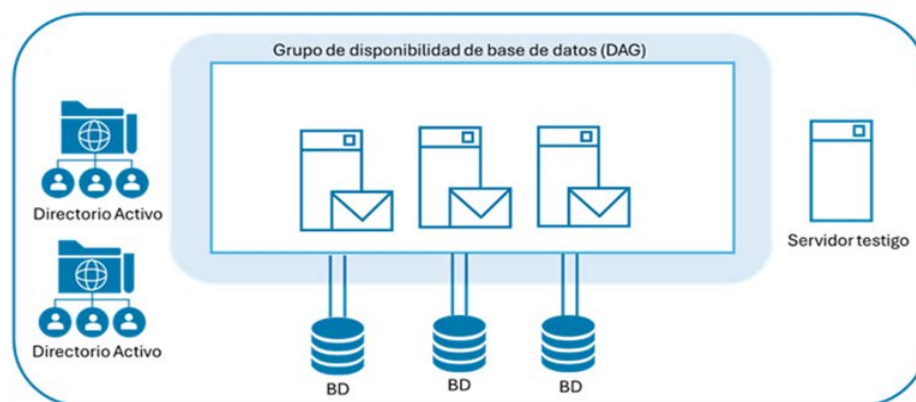 Grupo de disponibilidad de base de datos (DAG)
Directorio Activo
Servidor testigo
Directorio Activo
BD
BD
BD